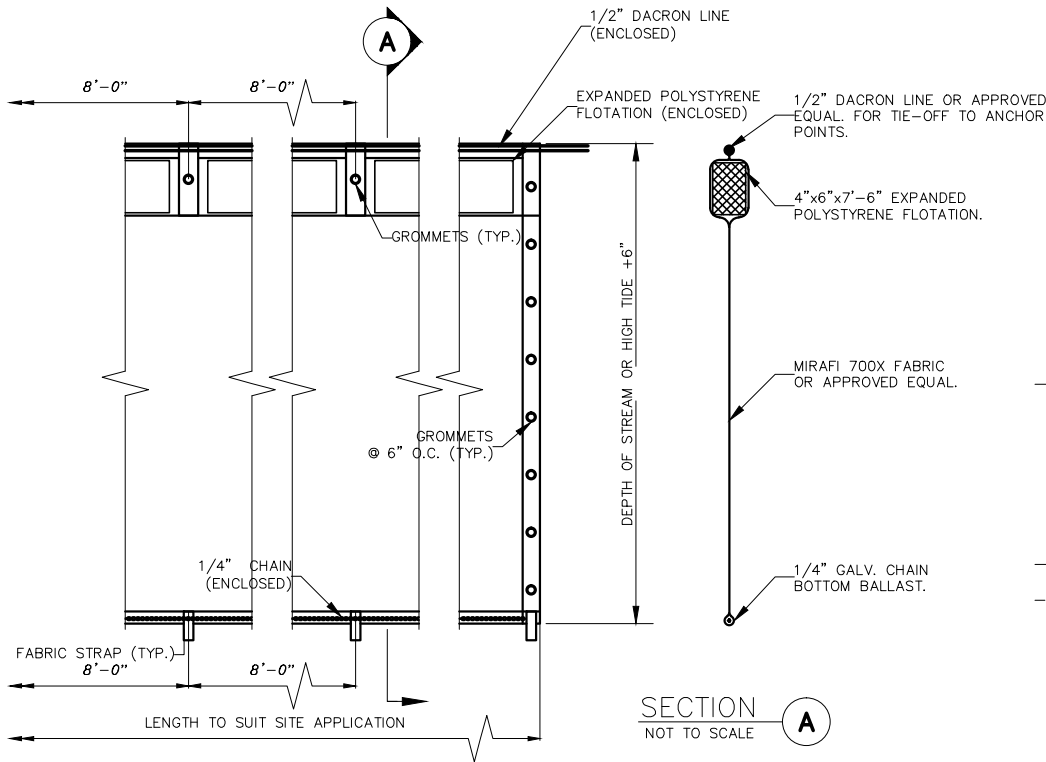 1/2" DACRON LINE
(ENCLOSED)
A
8'-0"
8'-0"
EXPANDED POLYSTYRENE
FLOTATION (ENCLOSED)
1/2" DACRON LINE OR APPROVED
EQUAL. FOR TIE-OFF TO ANCHOR
POINTS.
4"x6"x7'-6" EXPANDED
POLYSTYRENE FLOTATION.
GROMMETS (TYP.)
DEPTH OF STREAM OR HIGH TIDE +6"
MIRAFI 700X FABRIC
OR APPROVED EQUAL.
GROMMETS
@ 6" O.C. (TYP.)
1/4" CHAIN
(ENCLOSED)
1/4" GALV. CHAIN
BOTTOM BALLAST.
FABRIC STRAP (TYP.)
8'-0"
8'-0"
LENGTH TO SUIT SITE APPLICATION
SECTION
NOT TO SCALE
A